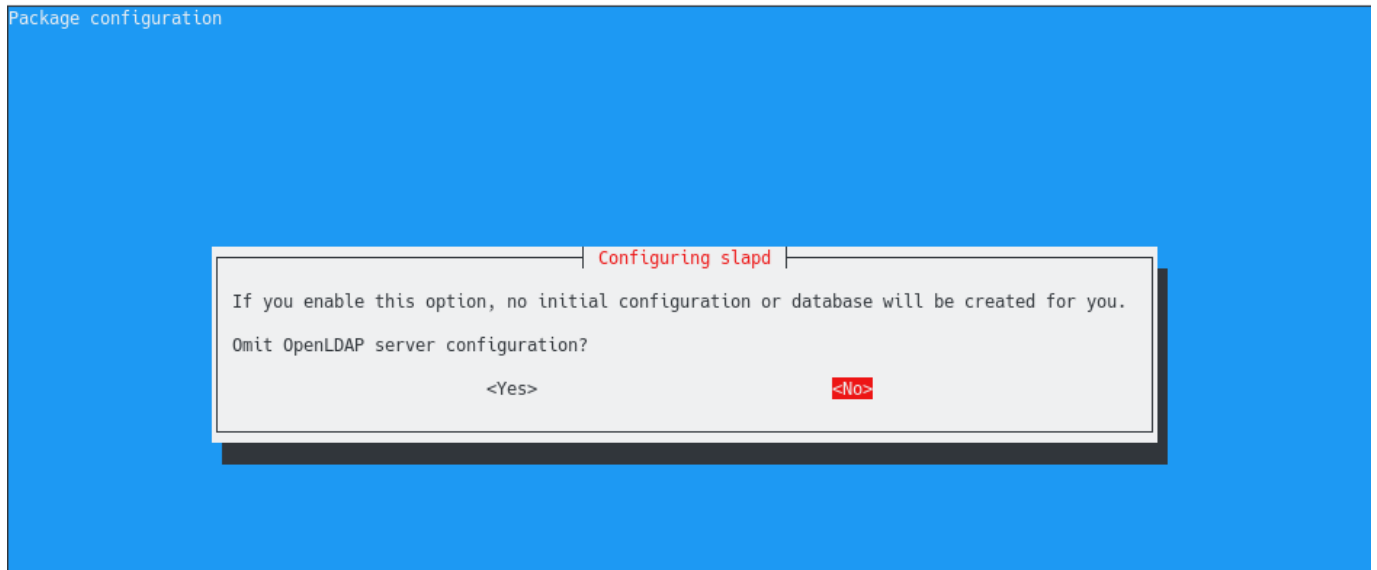 Package configuration
Configuring slapd
If you enable this option, no initial configuration or database will be created for you.
Omit OpenLDAP server configuration?
<Yes> <No>